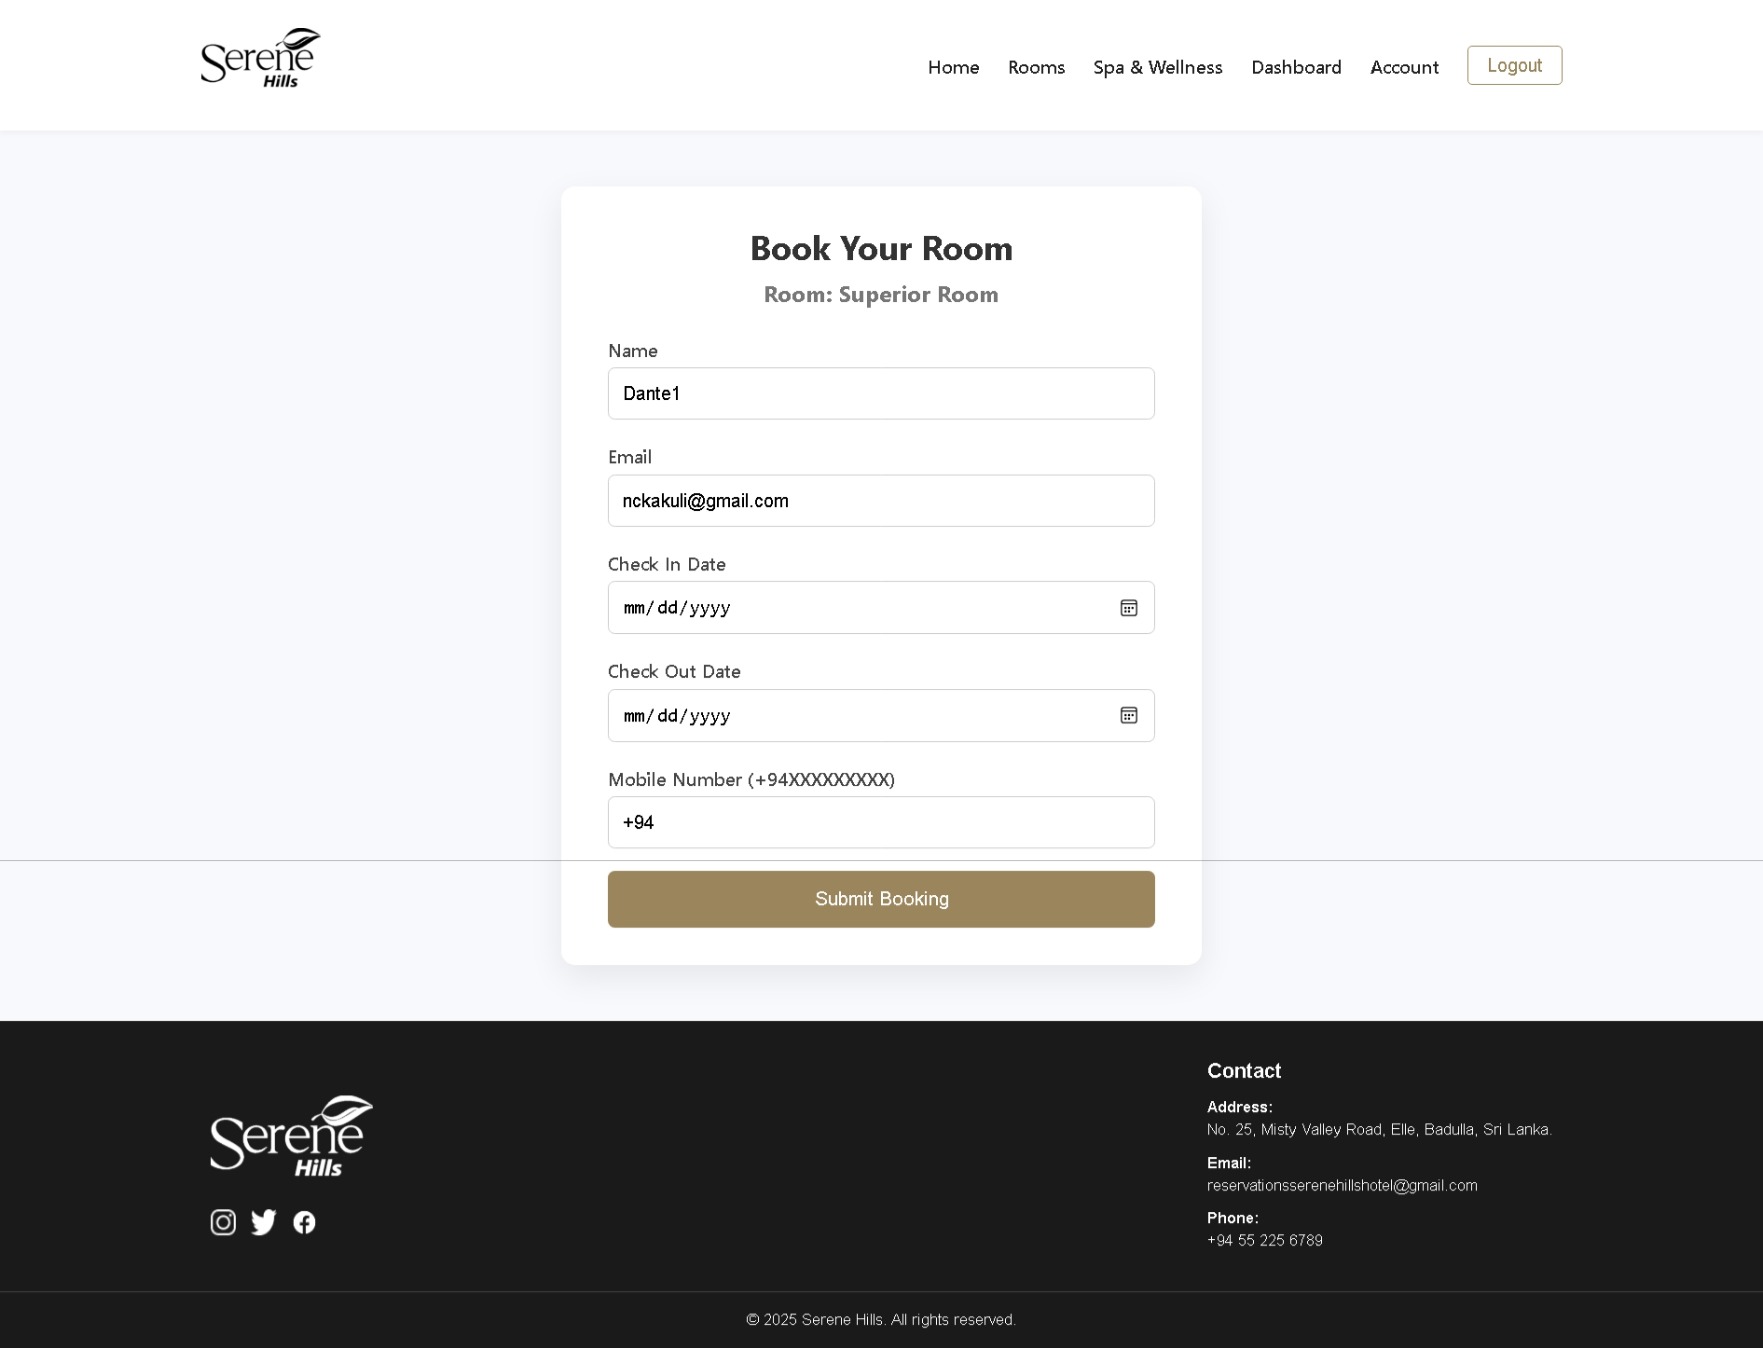 Serene
Hills
Home Rooms Spa & Wellness Dashboard Account Logout
Book Your Room
Room: Superior Room
Name
Dante1
Email
nckakuli@gmail.com
Check In Date
mm/dd/yyyy
Check Out Date
mm/dd/yyyy
Mobile Number (+94XXXXXXXXX)
+94
Submit Booking
Serene
Hills
Contact
Address:
No. 25, Misty Valley Road, Elle, Badulla, Sri Lanka.
Email:
reservationsserenehillshotel@gmail.com
Phone:
+94 55 225 6789
© 2025 Serene Hills. All rights reserved.